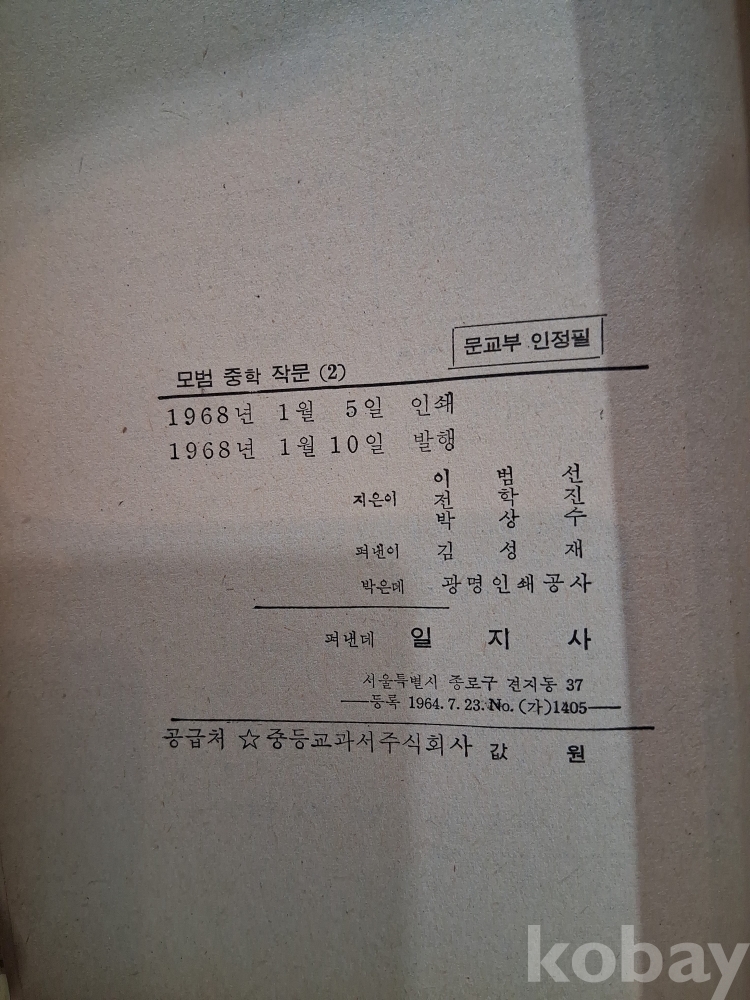 문교부 인정필
모범 중학 작문 (2)
1968년 1월 5일 인쇄
1968년 1월 10일 발행
이 범 선
지은이 전 학 진
박 상 수
펴낸이 김 성 재
박은데 광명인쇄공사
펴낸데 일 지 사
서울특별시 종로구 견지동 37
등록 1964. 7. 23. No. (가)1405
공급처 ☆ 중등교과서주식회사 값 원
kobay